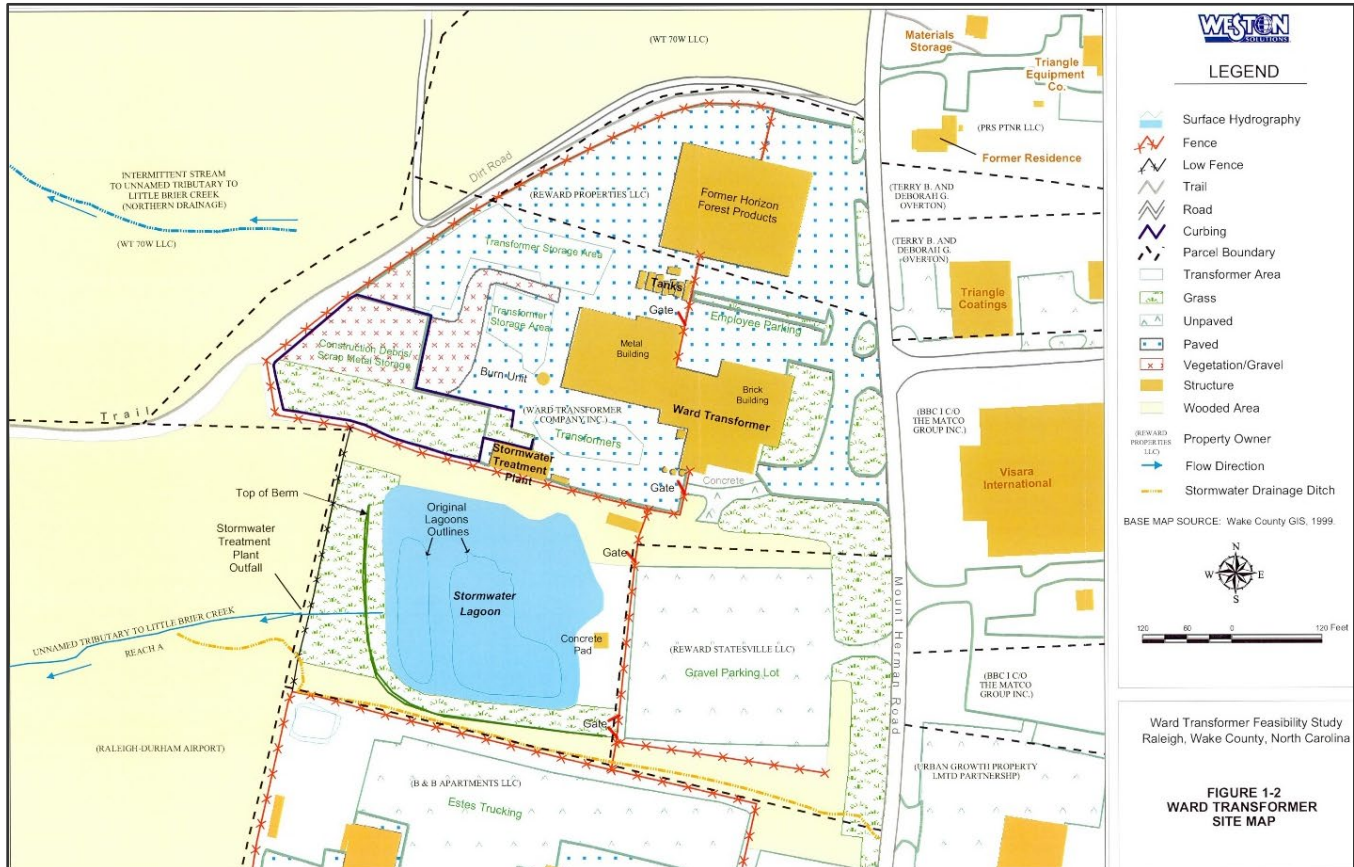 (WT 70W LLC)
Materials
Storage
Triangle
Equipment
Co.
(PRS PTNR LLC)
Former Residence
INTERMITTENT STREAM
TO UNNAMED TRIBUTARY TO
LITTLE BRIER CREEK
(NORTHERN DRAINAGE)
(WT 70W LLC)
Dirt Road
(REWARD PROPERTIES LLC)
Former Horizon
Forest Products
(TERRY B. AND
DEBORAH G.
OVERTON)
(TERRY B. AND
DEBORAH G.
OVERTON)
Transformer Storage Area
Tanks
Gate
Employee Parking
Triangle
Coatings
Transformer
Storage Area
Construction Debris/
Scrap Metal Storage
Metal
Building
Burn Unit
Brick
Building
Trail
(WARD TRANSFORMER
COMPANY INC.)
Ward Transformer
Transformers
(BBC I C/O
THE MATCO
GROUP INC.)
Visara
International
Stormwater
Treatment
Plant
Gate
Concrete
Top of Berm
Original
Lagoons
Outlines
Stormwater
Treatment
Plant
Outfall
Gate
Stormwater
Lagoon
Concrete
Pad
UNNAMED TRIBUTARY TO LITTLE BRIER CREEK
REACH A
(REWARD STATESVILLE LLC)
Gravel Parking Lot
Mount Herman Road
(BBC I C/O
THE MATCO
GROUP INC.)
Gate
(RALEIGH-DURHAM AIRPORT)
(B & B APARTMENTS LLC)
Estes Trucking
(URBAN GROWTH PROPERTY
LMTD PARTNERSHP)
WESTON
SOLUTIONS
LEGEND
Surface Hydrography
Fence
Low Fence
Trail
Road
Curbing
Parcel Boundary
Transformer Area
Grass
Unpaved
Paved
Vegetation/Gravel
Structure
Wooded Area
(REWARD
PROPERTIES
LLC)
Property Owner
Flow Direction
Stormwater Drainage Ditch
BASE MAP SOURCE: Wake County GIS, 1999.
N
W E
S
120 60 0 120 Feet
Ward Transformer Feasibility Study
Raleigh, Wake County, North Carolina
FIGURE 1-2
WARD TRANSFORMER
SITE MAP